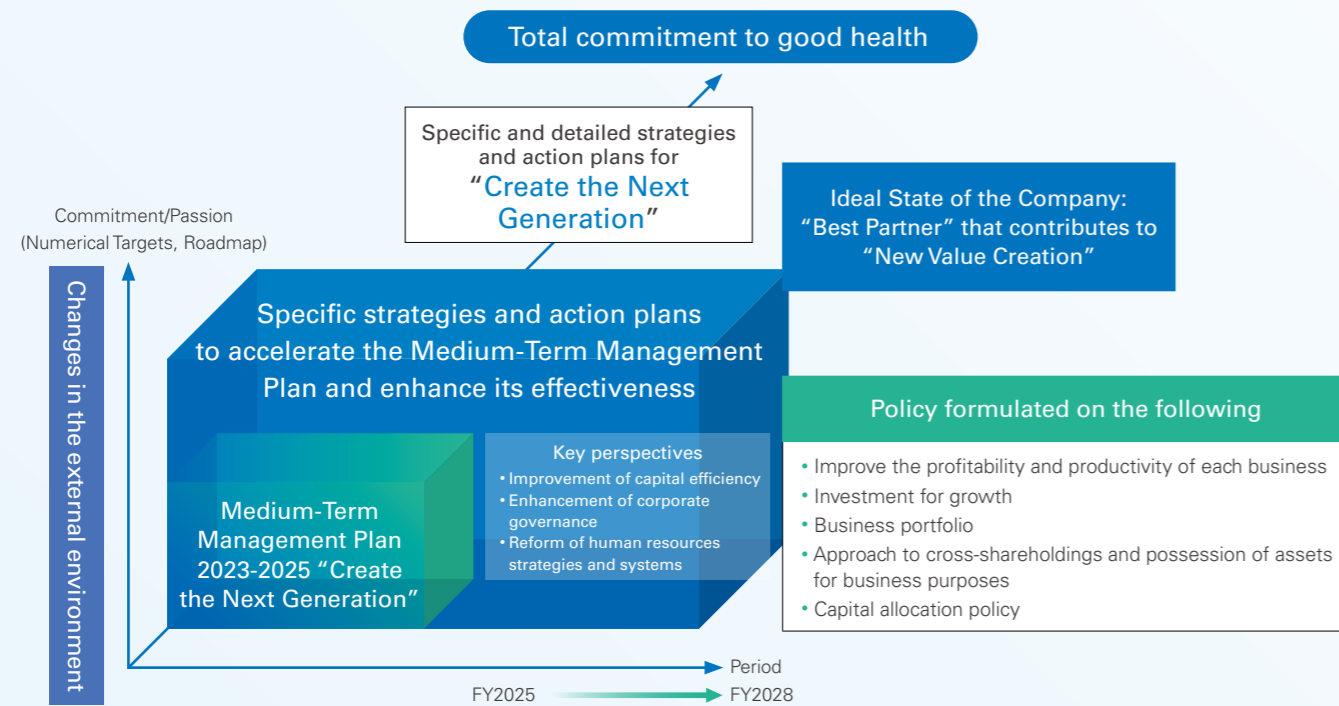 Total commitment to good health
Specific and detailed strategies
and action plans for
“Create the Next
Generation”
Ideal State of the Company:
“Best Partner” that contributes to
“New Value Creation”
Commitment/Passion
(Numerical Targets, Roadmap)
Changes in the external environment
Specific strategies and action plans
to accelerate the Medium-Term Management
Plan and enhance its effectiveness
Medium-Term
Management Plan
2023-2025 “Create
the Next Generation”
Key perspectives
• Improvement of capital efficiency
• Enhancement of corporate
governance
• Reform of human resources
strategies and systems
Policy formulated on the following
• Improve the profitability and productivity of each business
• Investment for growth
• Business portfolio
• Approach to cross-shareholdings and possession of assets
for business purposes
• Capital allocation policy
Period
FY2025
FY2028